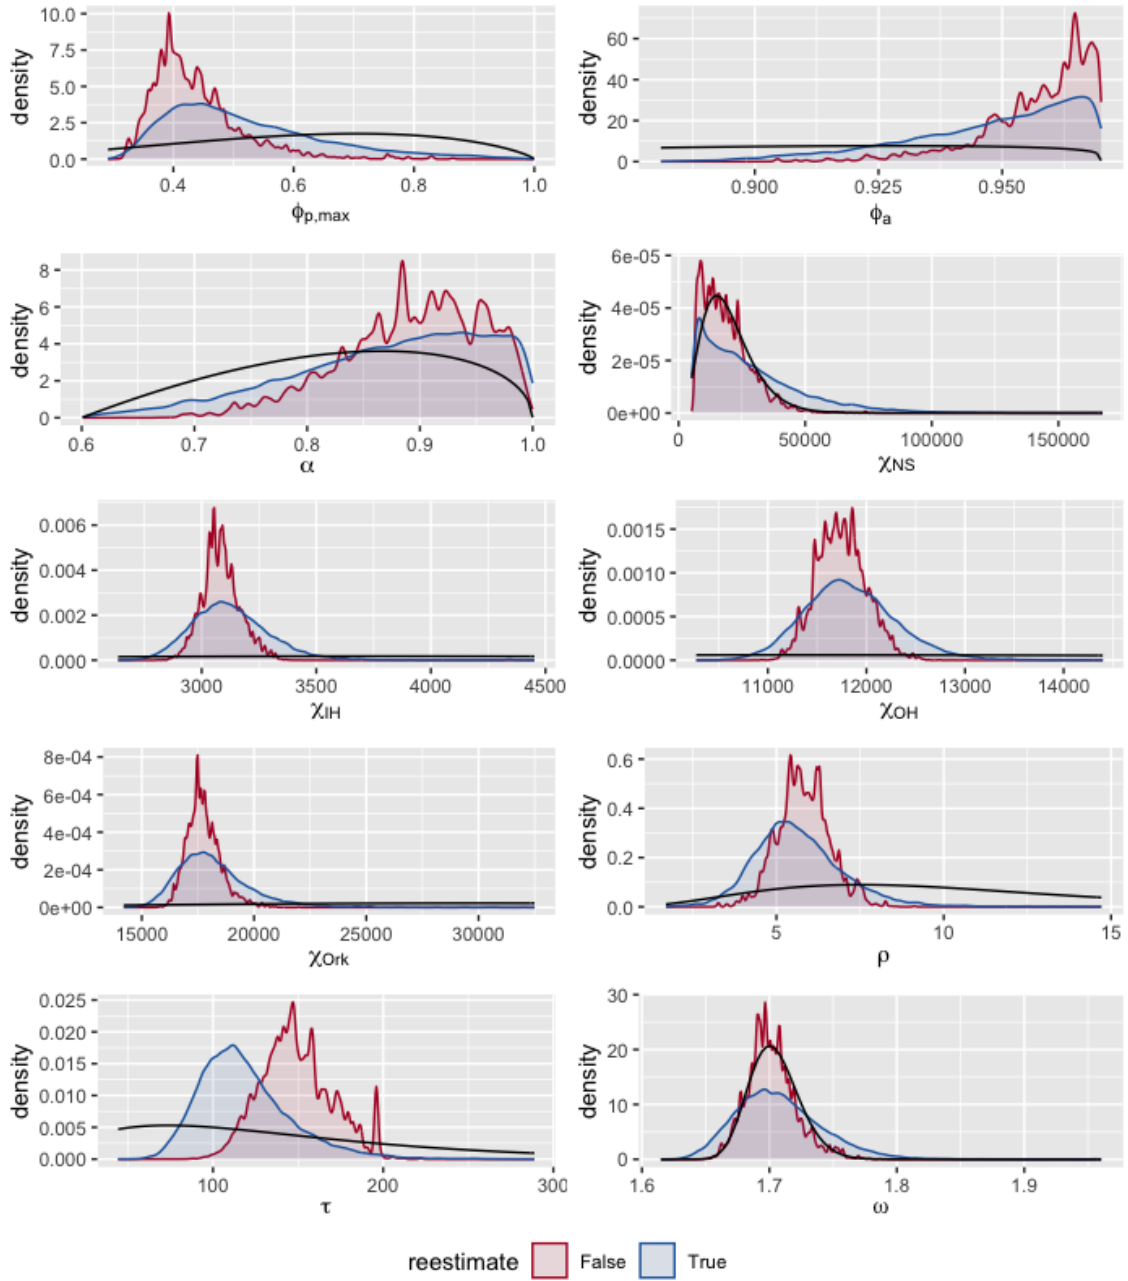 density
10.0
7.5
5.0
2.5
0.0
0.4 0.6 0.8 1.0
ϕp,max
density
60
40
20
0
0.900 0.925 0.950
ϕa
density
8
6
4
2
0
0.6 0.7 0.8 0.9 1.0
α
density
6e-05
4e-05
2e-05
0e+00
0 50000 100000 150000
χNS
density
0.006
0.004
0.002
0.000
3000 3500 4000 4500
χIH
density
0.0015
0.0010
0.0005
0.0000
11000 12000 13000 14000
χOH
density
8e-04
6e-04
4e-04
2e-04
0e+00
15000 20000 25000 30000
χOrk
density
0.6
0.4
0.2
0.0
5 10 15
ρ
density
0.025
0.020
0.015
0.010
0.005
0.000
100 200 300
τ
density
30
20
10
0
1.6 1.7 1.8 1.9
ω
reestimate False True